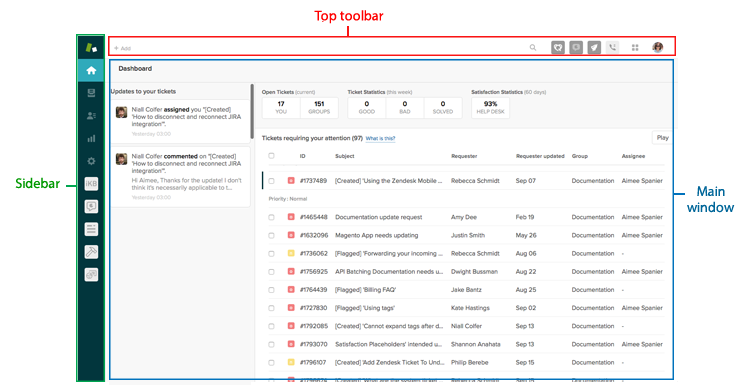 Top toolbar
+ Add
Dashboard
Updates to your tickets
Niall Colfer assigned you "[Created]
'How to disconnect and reconnect JIRA
integration'".
Yesterday 03:00
Niall Colfer commented on "[Created]
'How to disconnect and reconnect JIRA
integration'".
Hi Aimee, Thanks for the update! I don't
think it's necessarily applicable to t...
Yesterday 03:00
Open Tickets (current)
17
YOU
151
GROUPS
Ticket Statistics (this week)
0
GOOD
0
BAD
0
SOLVED
Satisfaction Statistics (60 days)
93%
HELP DESK
Tickets requiring your attention (97) What is this?
Play
ID Subject Requester Requester updated Group Assignee
#1737489 [Created] 'Using the Zendesk Mobile ... Rebecca Schmidt Sep 07 Documentation Aimee Spanier
Priority: Normal
#1465448 Documentation update request Amy Dee Feb 19 Documentation Aimee Spanier
#1632096 Magento App needs updating Justin Smith May 26 Documentation Aimee Spanier
#1736062 [Flagged] 'Forwarding your incoming ... Rebecca Schmidt Aug 06 Documentation -
#1756925 API Batching Documentation needs u... Dwight Bussman Aug 22 Documentation Aimee Spanier
#1764439 [Flagged] 'Billing FAQ' Jake Bantz Aug 25 Documentation Aimee Spanier
#1727830 [Flagged] 'Using tags' Kate Hastings Sep 02 Documentation Aimee Spanier
#1792085 [Created] 'Cannot expand tags after d... Niall Colfer Sep 13 Documentation -
#1793070 Satisfaction Placeholders' intended u... Shannon Anahata Sep 13 Documentation Aimee Spanier
#1796107 [Created] 'Add Zendesk Ticket To Und... Philip Berebe Sep 15 Documentation -
Sidebar
iKB
Main
window